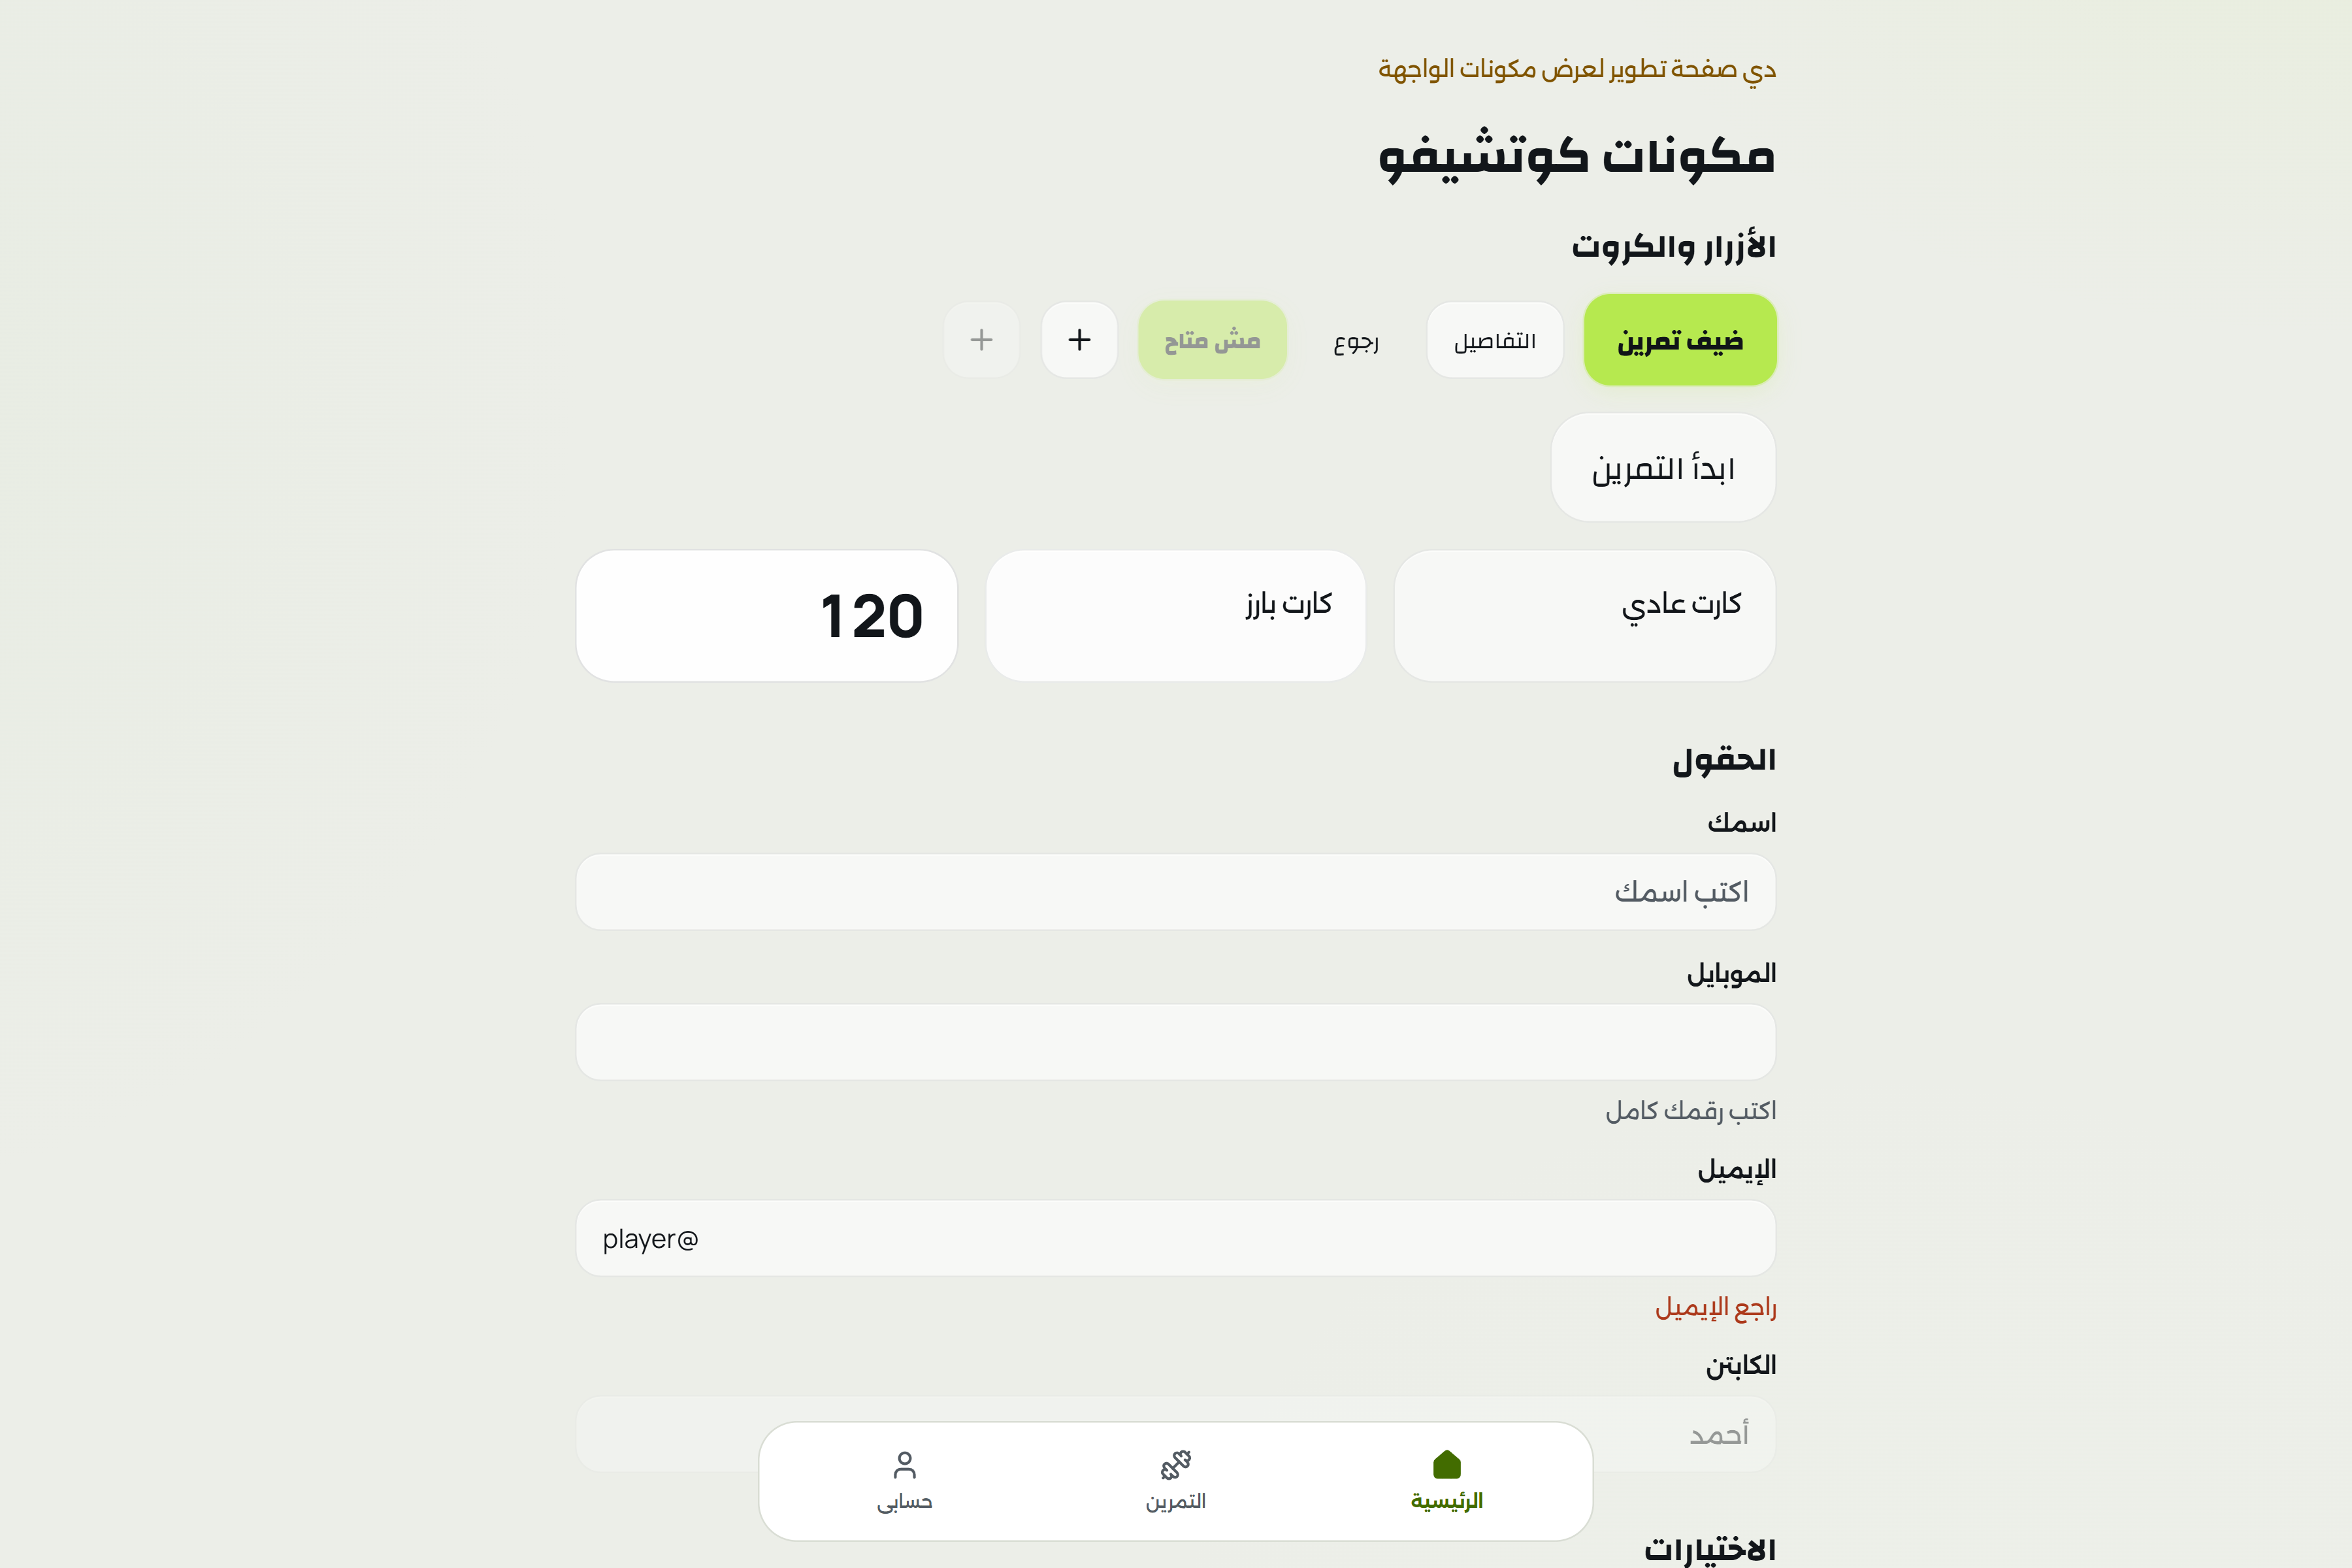 دي صفحة تطوير لعرض مكونات الواجهة
مكونات كوتشيفو
الأزرار والكروت
ضيف تمرين
التفاصيل
رجوع
مش متاح
+
+
ابدأ التمرين
كارت عادي
كارت بارز
120
الحقول
اسمك
اكتب اسمك
الموبايل
اكتب رقمك كامل
الإيميل
player@
راجع الإيميل
الكابتن
أحمد
الرئيسية
التمرين
حسابي
الاختيارات